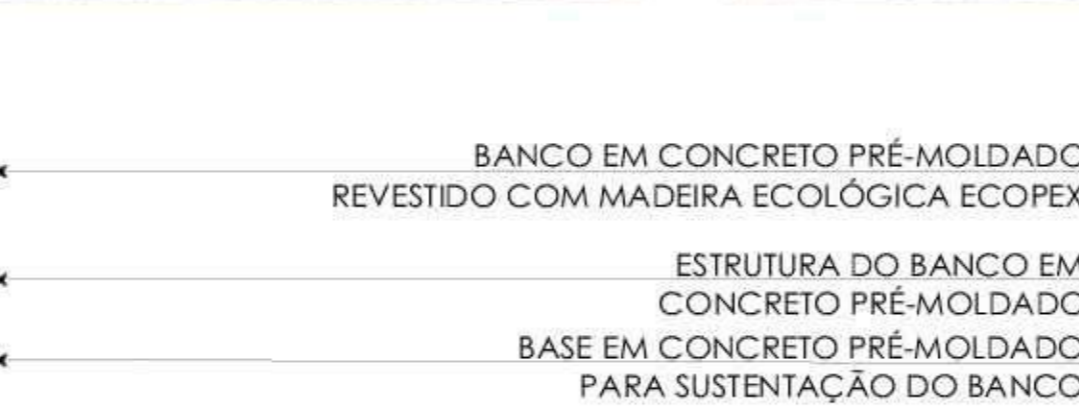 BANCO EM CONCRETO PRÉ-MOLDADO
REVESTIDO COM MADEIRA ECOLÓGICA ECOPEX
ESTRUTURA DO BANCO EM
CONCRETO PRÉ-MOLDADO
BASE EM CONCRETO PRÉ-MOLDADO
PARA SUSTENTAÇÃO DO BANCO